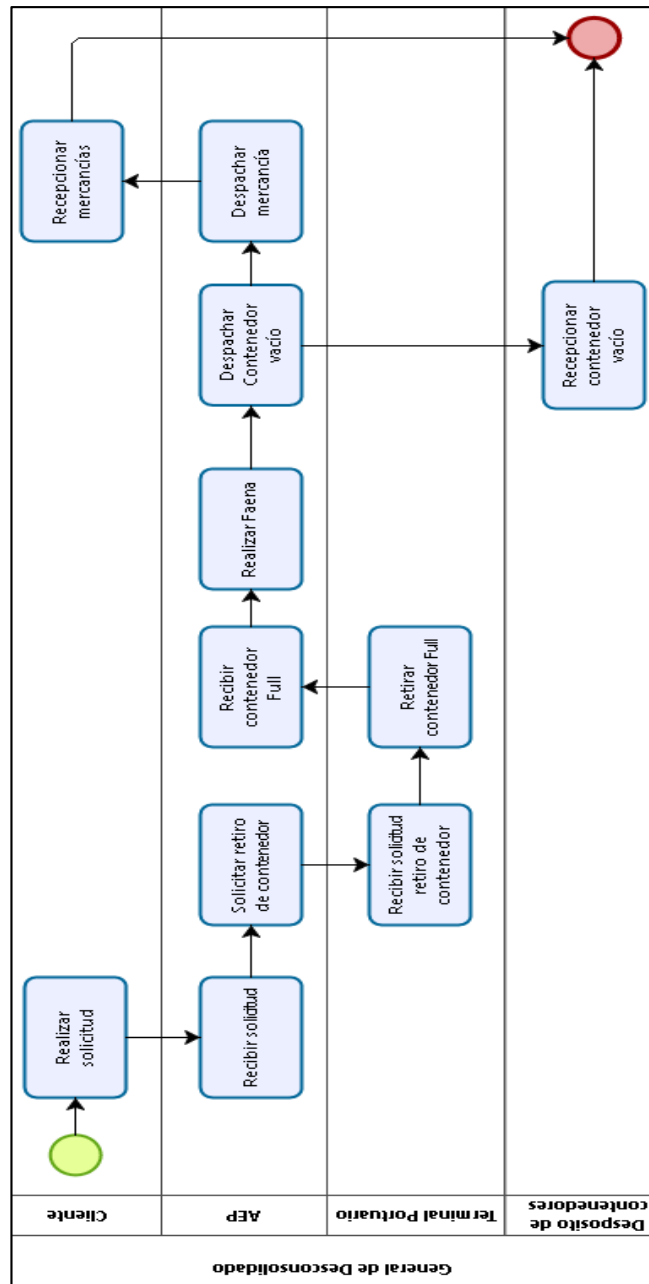 General de Desconsolidado
Cliente
AEP
Terminal Portuario
Desposito de
contenedores
Realizar
solicitud
Recibir solicitud
Solicitar retiro
de contenedor
Recibir solicitud
retiro de
contenedor
Retirar
contenedor Full
Recibir
contenedor
Full
Realizar Faena
Despachar
Contenedor
vacío
Despachar
mercancía
Recepcionar
mercancías
Recepcionar
contenedor
vacío